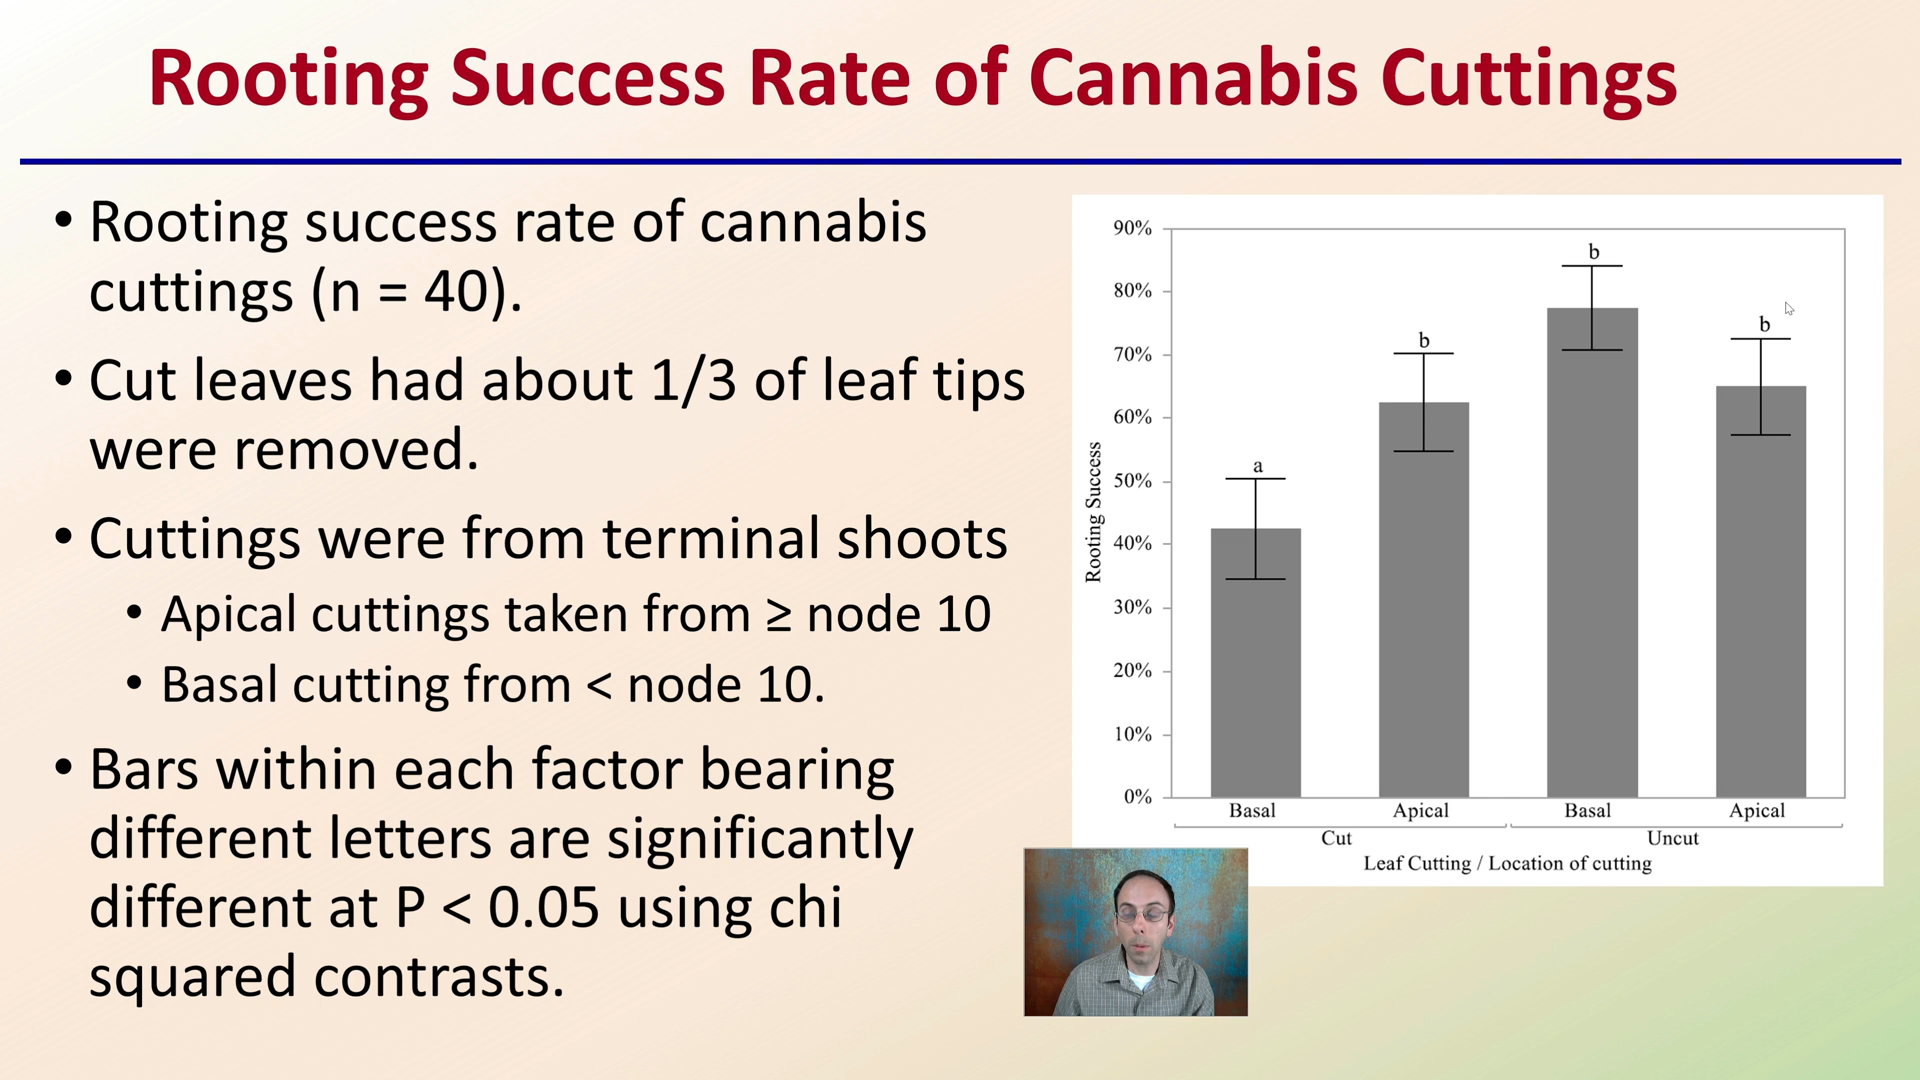 Rooting Success Rate of Cannabis Cuttings
• Rooting success rate of cannabis
cuttings (n = 40).
• Cut leaves had about 1/3 of leaf tips
were removed.
• Cuttings were from terminal shoots
• Apical cuttings taken from ≥ node 10
• Basal cutting from < node 10.
• Bars within each factor bearing
different letters are significantly
different at P < 0.05 using chi
squared contrasts.
90%
80%
70%
60%
50%
40%
30%
20%
10%
0%
Rooting Success
a
b
b
b
Basal Apical Basal Apical
Cut Uncut
Leaf Cutting / Location of cutting